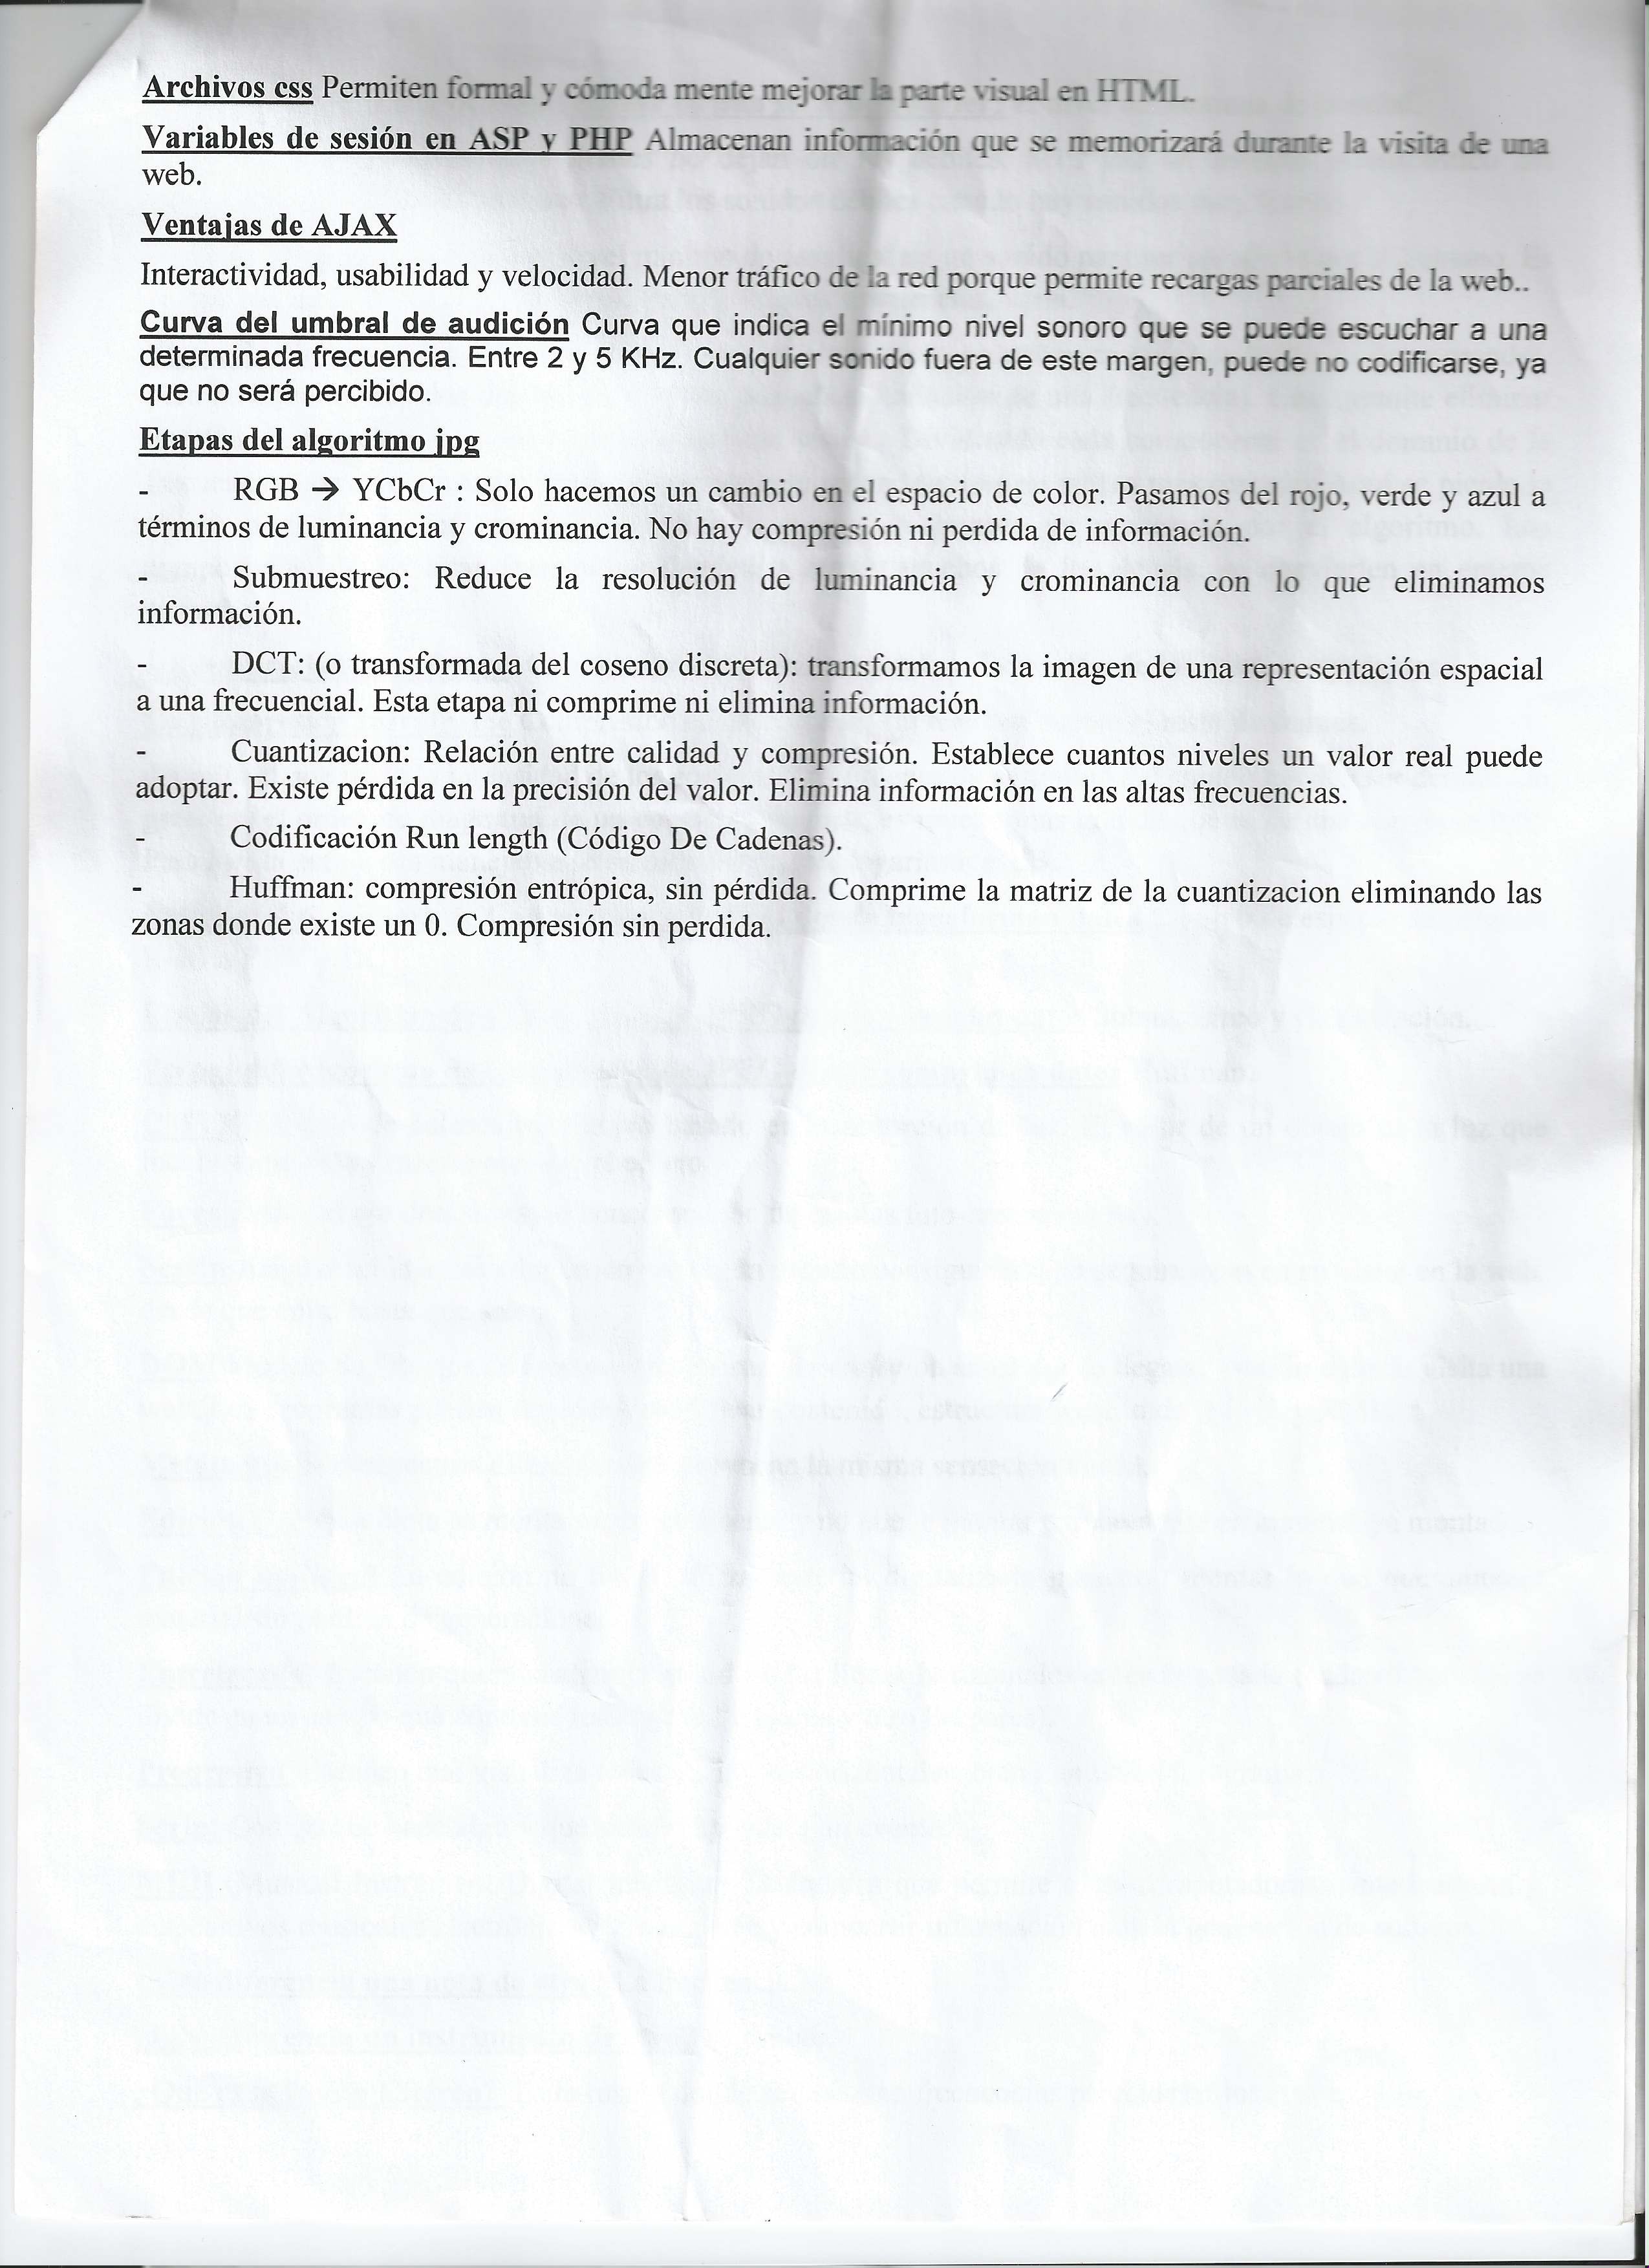 Archivos css Permiten formal y cómoda mente mejorar la parte visual en HTML.
Variables de sesión en ASP y PHP Almacenan información que se memorizará durante la visita de una
web.
Ventajas de AJAX
Interactividad, usabilidad y velocidad. Menor tráfico de la red porque permite recargas parciales de la web..
Curva del umbral de audición Curva que indica el mínimo nivel sonoro que se puede escuchar a una
determinada frecuencia. Entre 2 y 5 KHz. Cualquier sonido fuera de este margen, puede no codificarse, ya
que no será percibido.
Etapas del algoritmo jpg
- RGB → YCbCr : Solo hacemos un cambio en el espacio de color. Pasamos del rojo, verde y azul a
términos de luminancia y crominancia. No hay compresión ni perdida de información.
- Submuestreo: Reduce la resolución de luminancia y crominancia con lo que eliminamos
información.
- DCT: (o transformada del coseno discreta): transformamos la imagen de una representación espacial
a una frecuencial. Esta etapa ni comprime ni elimina información.
- Cuantizacion: Relación entre calidad y compresión. Establece cuantos niveles un valor real puede
adoptar. Existe pérdida en la precisión del valor. Elimina información en las altas frecuencias.
- Codificación Run length (Código De Cadenas).
- Huffman: compresión entrópica, sin pérdida. Comprime la matriz de la cuantizacion eliminando las
zonas donde existe un 0. Compresión sin perdida.